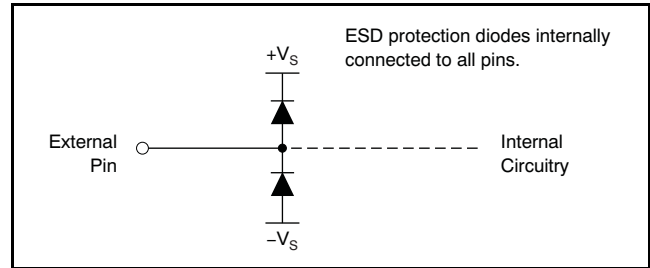 ESD protection diodes internally
connected to all pins.
+VS
External
Pin
Internal
Circuitry
–VS